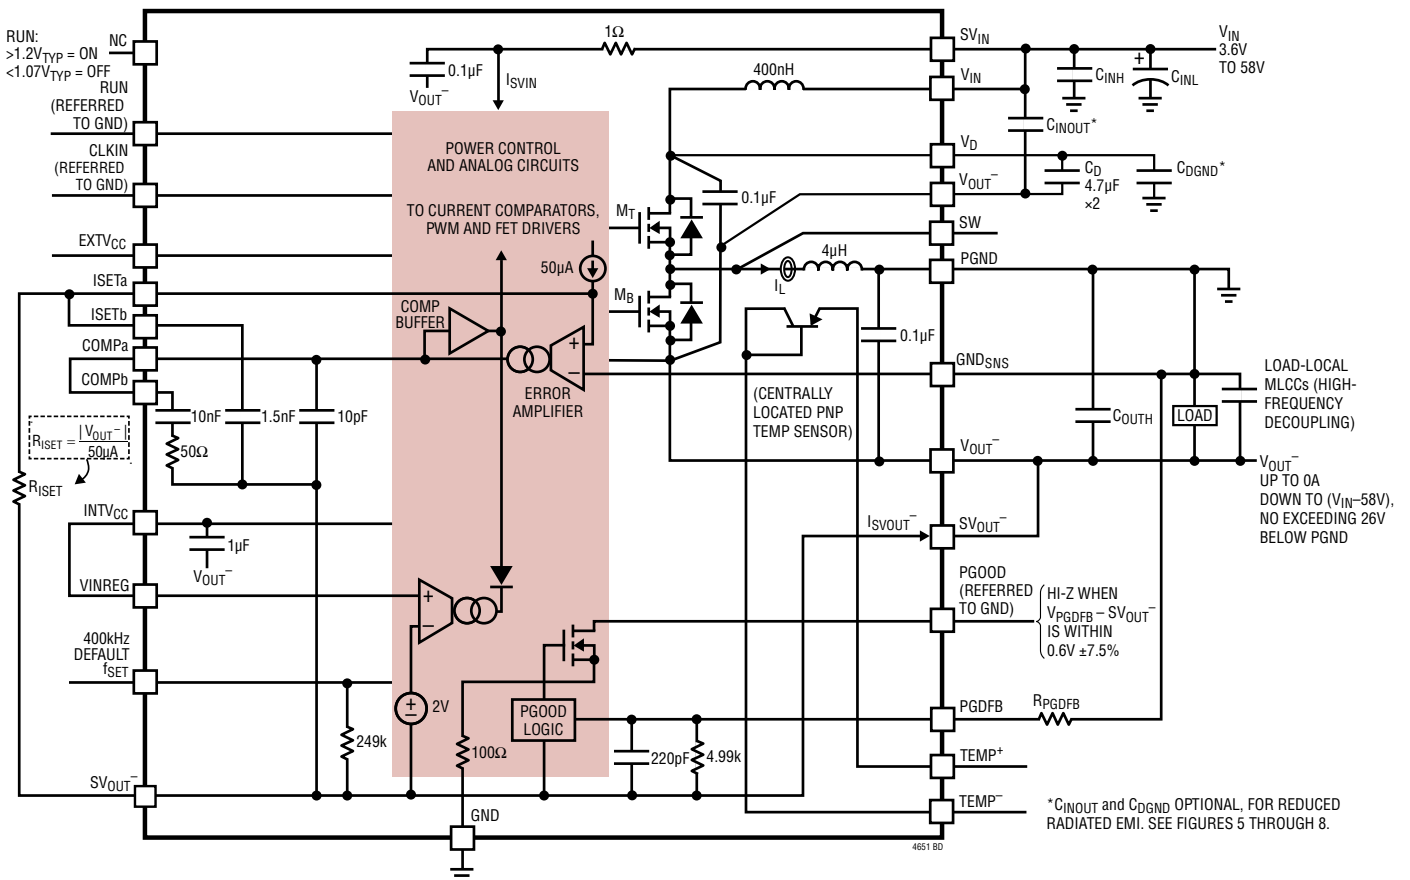 RUN:
>1.2VTYP = ON
<1.07VTYP = OFF
NC
RUN
(REFERRED
TO GND)
CLKIN
(REFERRED
TO GND)
EXTVCC
ISETa
ISETb
COMPa
COMPb
RISET = |VOUT⁻|
50µA
RISET
INTVCC
VINREG
400kHz
DEFAULT
fSET
SVOUT⁻
0.1µF
VOUT⁻
ISVIN
1Ω
400nH
POWER CONTROL
AND ANALOG CIRCUITS
TO CURRENT COMPARATORS,
PWM AND FET DRIVERS
50µA
COMP
BUFFER
+
−
ERROR
AMPLIFIER
10nF
1.5nF
10pF
50Ω
1µF
VOUT⁻
249k
+
−
+
−
2V
100Ω
PGOOD
LOGIC
220pF
4.99k
GND
MT
MB
0.1µF
IL
4µH
0.1µF
(CENTRALLY
LOCATED PNP
TEMP SENSOR)
ISVOUT⁻
SVIN
VIN
VD
VOUT⁻
SW
PGND
GNDSNS
VOUT⁻
SVOUT⁻
PGOOD
(REFERRED
TO GND)
PGDFB
TEMP⁺
TEMP⁻
VIN
3.6V
TO 58V
CINH
+
CINL
CINOUT*
CD
4.7µF
×2
CDGND*
COUTH
LOAD
LOAD-LOCAL
MLCCs (HIGH-
FREQUENCY
DECOUPLING)
VOUT⁻
UP TO 0A
DOWN TO (VIN–58V),
NO EXCEEDING 26V
BELOW PGND
HI-Z WHEN
VPGDFB – SVOUT⁻
IS WITHIN
0.6V ±7.5%
RPGDFB
*CINOUT and CDGND OPTIONAL, FOR REDUCED
RADIATED EMI. SEE FIGURES 5 THROUGH 8.
4651 BD